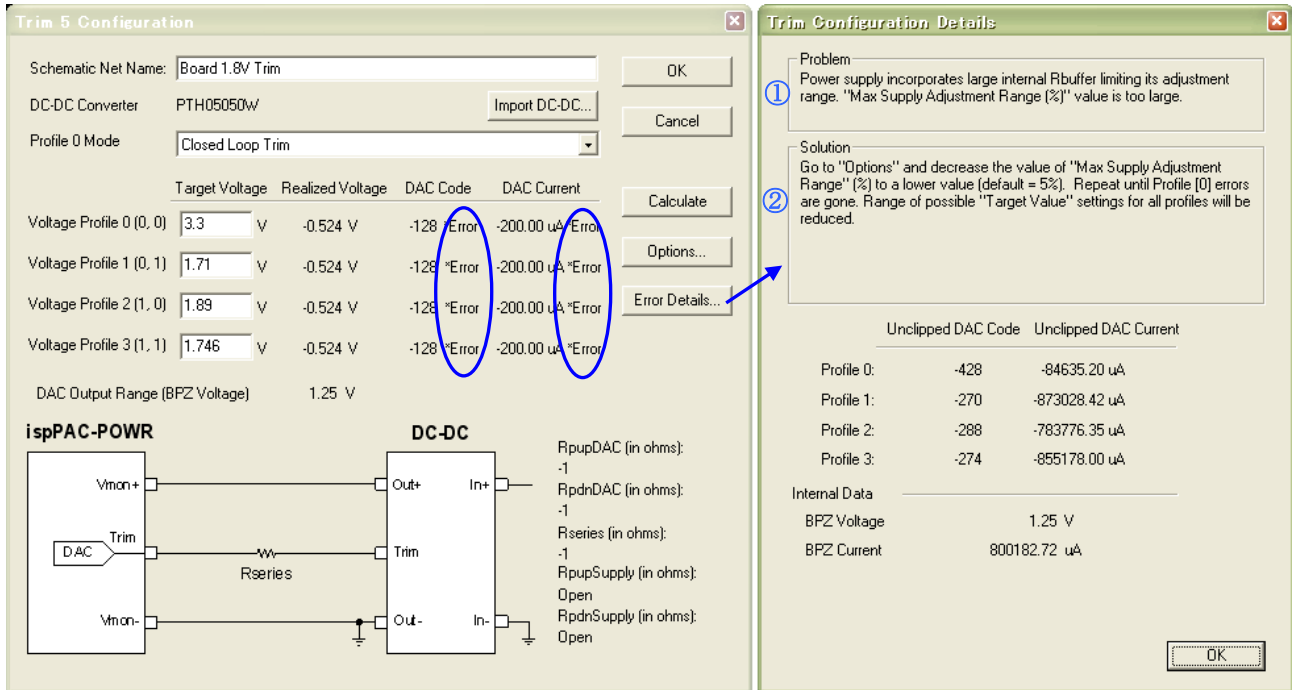 Trim 5 Configuration
Schematic Net Name: Board 1.8V Trim
OK
DC-DC Converter PTH05050W
Import DC-DC...
Cancel
Profile 0 Mode Closed Loop Trim
Target Voltage Realized Voltage DAC Code DAC Current
Calculate
Voltage Profile 0 (0, 0) 3.3 V -0.524 V -128 *Error -200.00 uA *Error
Options...
Voltage Profile 1 (0, 1) 1.71 V -0.524 V -128 *Error -200.00 uA *Error
Voltage Profile 2 (1, 0) 1.89 V -0.524 V -128 *Error -200.00 uA *Error
Error Details...
Voltage Profile 3 (1, 1) 1.746 V -0.524 V -128 *Error -200.00 uA *Error
DAC Output Range (BPZ Voltage) 1.25 V
ispPAC-POWR
DC-DC
Vmon+
Out+
In+
DAC
Trim
Rseries
Trim
Vmon-
Out-
In-
RpupDAC (in ohms):
-1
RpdnDAC (in ohms):
-1
Rseries (in ohms):
-1
RpupSupply (in ohms):
Open
RpdnSupply (in ohms):
Open
Trim Configuration Details
Problem
①
Power supply incorporates large internal Rbuffer limiting its adjustment
range. "Max Supply Adjustment Range (%)" value is too large.
Solution
②
Go to "Options" and decrease the value of "Max Supply Adjustment
Range" (%) to a lower value (default = 5%). Repeat until Profile [0] errors
are gone. Range of possible "Target Value" settings for all profiles will be
reduced.
Unclipped DAC Code Unclipped DAC Current
Profile 0: -428 -84635.20 uA
Profile 1: -270 -873028.42 uA
Profile 2: -288 -783776.35 uA
Profile 3: -274 -855178.00 uA
Internal Data
BPZ Voltage 1.25 V
BPZ Current 800182.72 uA
OK